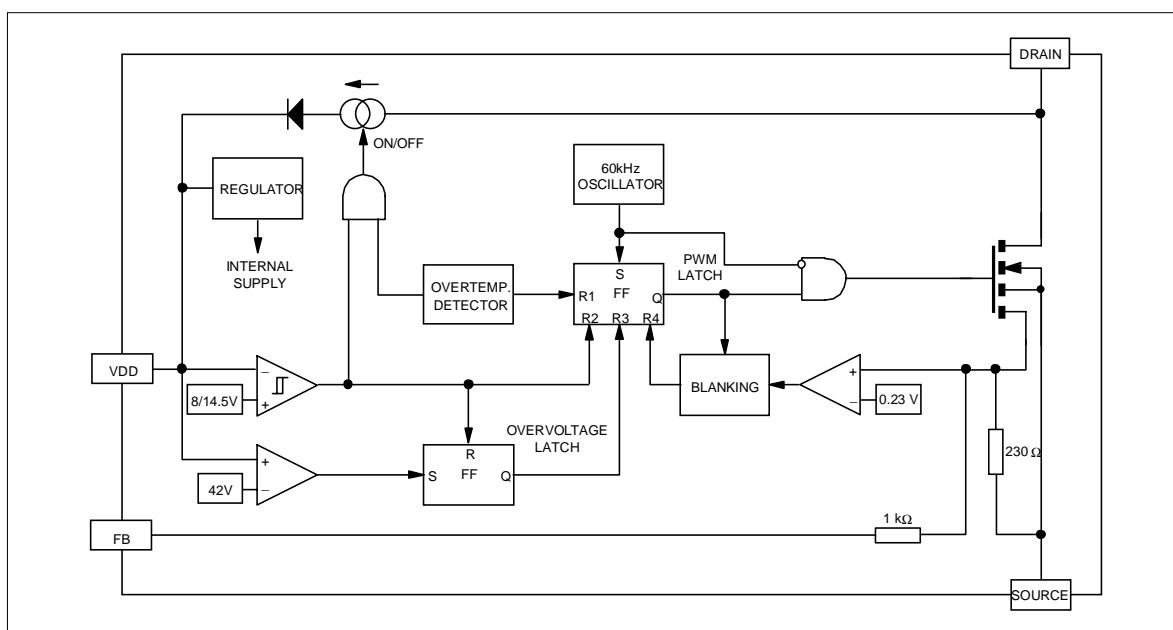 DRAIN
ON/OFF
60kHz
OSCILLATOR
REGULATOR
PWM
LATCH
S
FF
R1
Q
R2 R3 R4
INTERNAL
SUPPLY
OVERTEMP.
DETECTOR
VDD
−
+
8/14.5V
BLANKING
+
−
0.23 V
OVERVOLTAGE
LATCH
R
FF
S
Q
+
−
42V
230 Ω
1 kΩ
FB
SOURCE